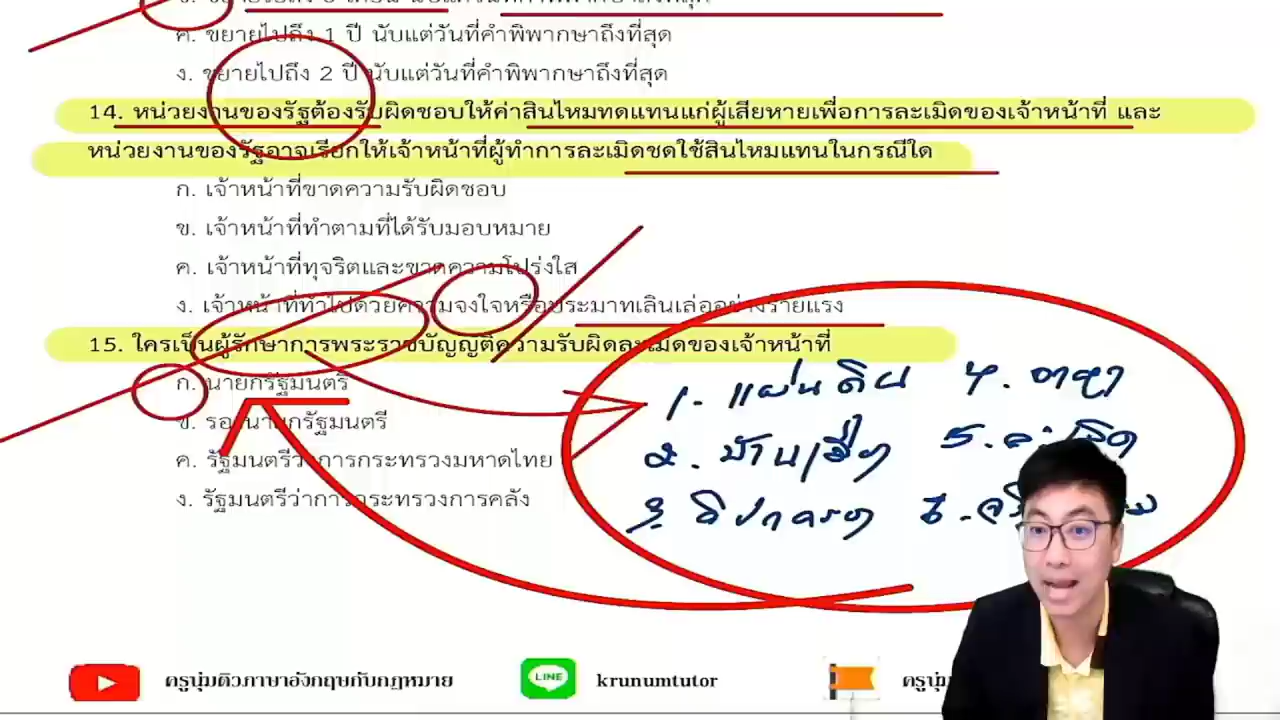 ค. ขยายไปถึง 1 ปี นับแต่วันที่คำพิพากษาถึงที่สุด
ง. ขยายไปถึง 2 ปี นับแต่วันที่คำพิพากษาถึงที่สุด
14. หน่วยงานของรัฐต้องรับผิดชอบให้ค่าสินไหมทดแทนแก่ผู้เสียหายเพื่อการละเมิดของเจ้าหน้าที่ และ
หน่วยงานของรัฐอาจเรียกให้เจ้าหน้าที่ผู้ทำการละเมิดชดใช้สินไหมแทนในกรณีใด
ก. เจ้าหน้าที่ขาดความรับผิดชอบ
ข. เจ้าหน้าที่ทำตามที่ได้รับมอบหมาย
ค. เจ้าหน้าที่ทุจริตและขาดความโปร่งใส
ง. เจ้าหน้าที่ทำไปด้วยความจงใจหรือประมาทเลินเล่ออย่างร้ายแรง
15. ใครเป็นผู้รักษาการพระราชบัญญัติความรับผิดละเมิดของเจ้าหน้าที่
ก. นายกรัฐมนตรี
ข. รองนายกรัฐมนตรี
ค. รัฐมนตรีว่าการกระทรวงมหาดไทย
ง. รัฐมนตรีว่าการกระทรวงการคลัง
1. แผ่นดิน 4. อาญา
2. บ้านเมือง
3. วิปกครอง 6.
ครูนุ่มติวภาษาอังกฤษกับกฎหมาย
LINE
krunumtutor
ครูนุ่ม